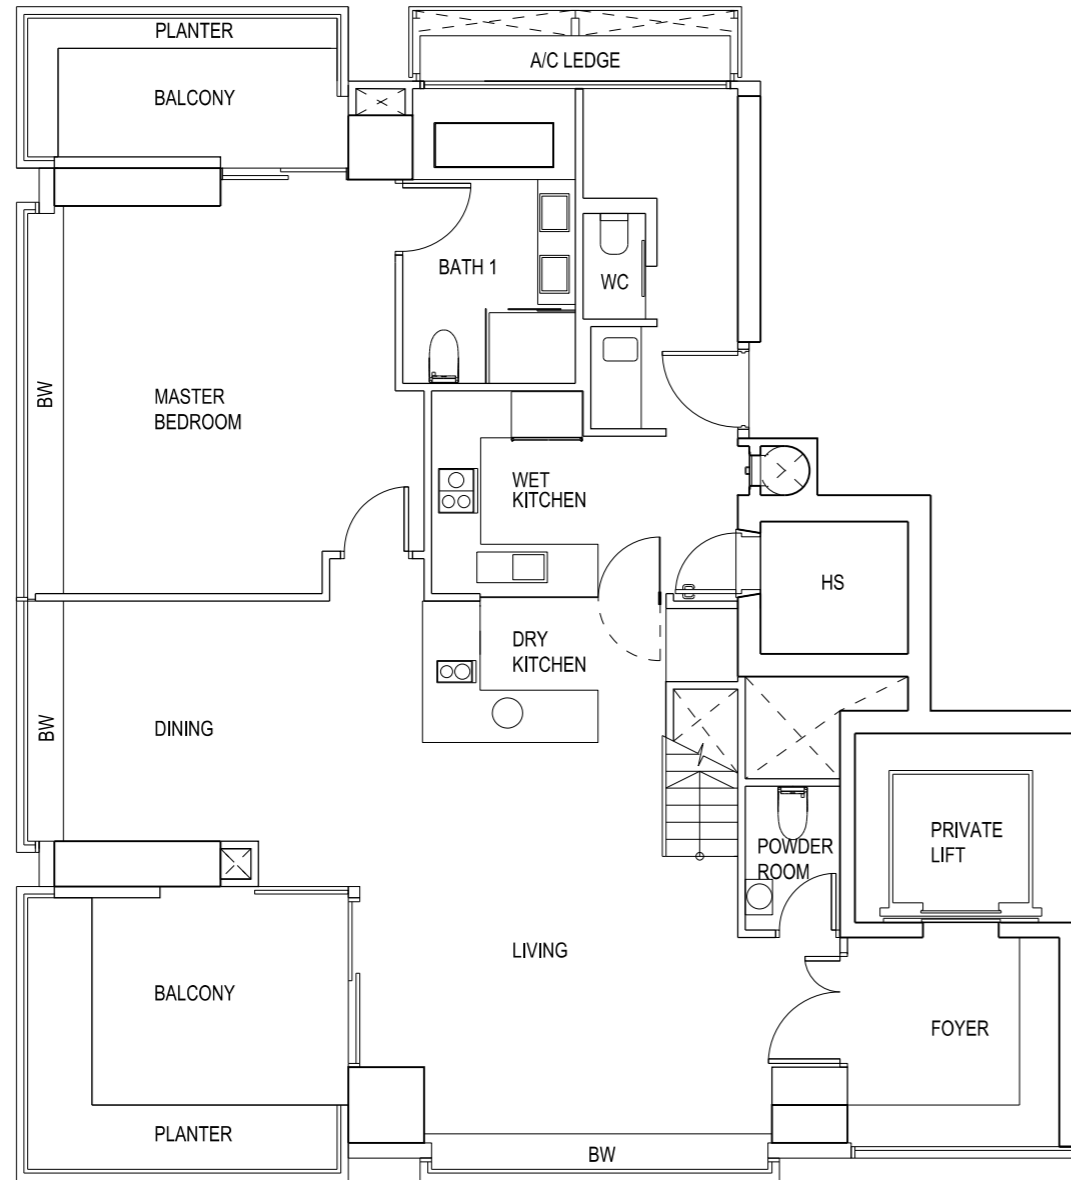 PLANTER
BALCONY
A/C LEDGE
BATH 1
WC
BW
MASTER
BEDROOM
WET
KITCHEN
HS
DRY
KITCHEN
BW
DINING
POWDER
ROOM
PRIVATE
LIFT
LIVING
BALCONY
FOYER
PLANTER
BW